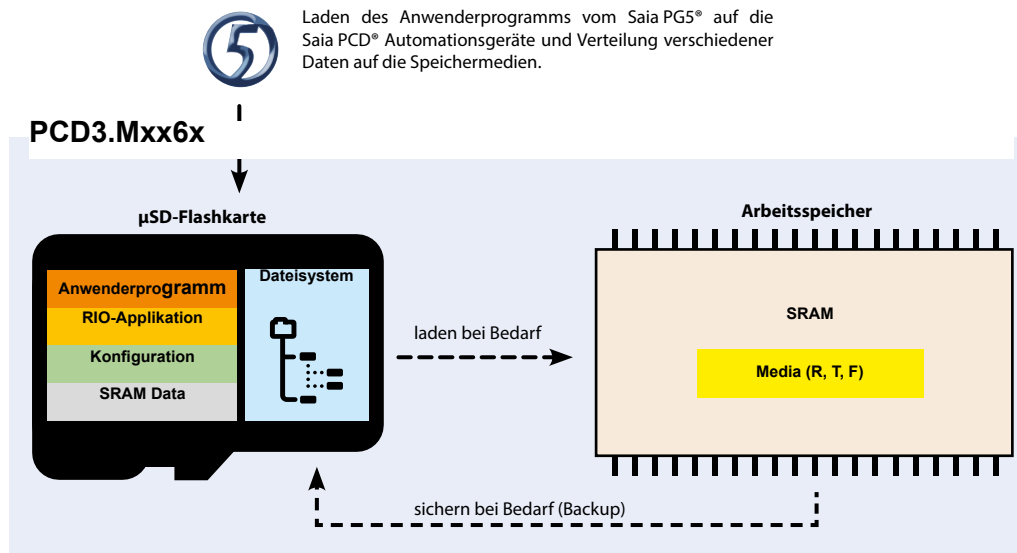 5
Laden des Anwenderprogramms vom Saia PG5® auf die
Saia PCD® Automationsgeräte und Verteilung verschiedener
Daten auf die Speichermedien.
PCD3.Mxx6x
µSD-Flashkarte
Arbeitsspeicher
Anwenderprogramm
Dateisystem
RIO-Applikation
Konfiguration
SRAM Data
laden bei Bedarf
SRAM
Media (R, T, F)
sichern bei Bedarf (Backup)